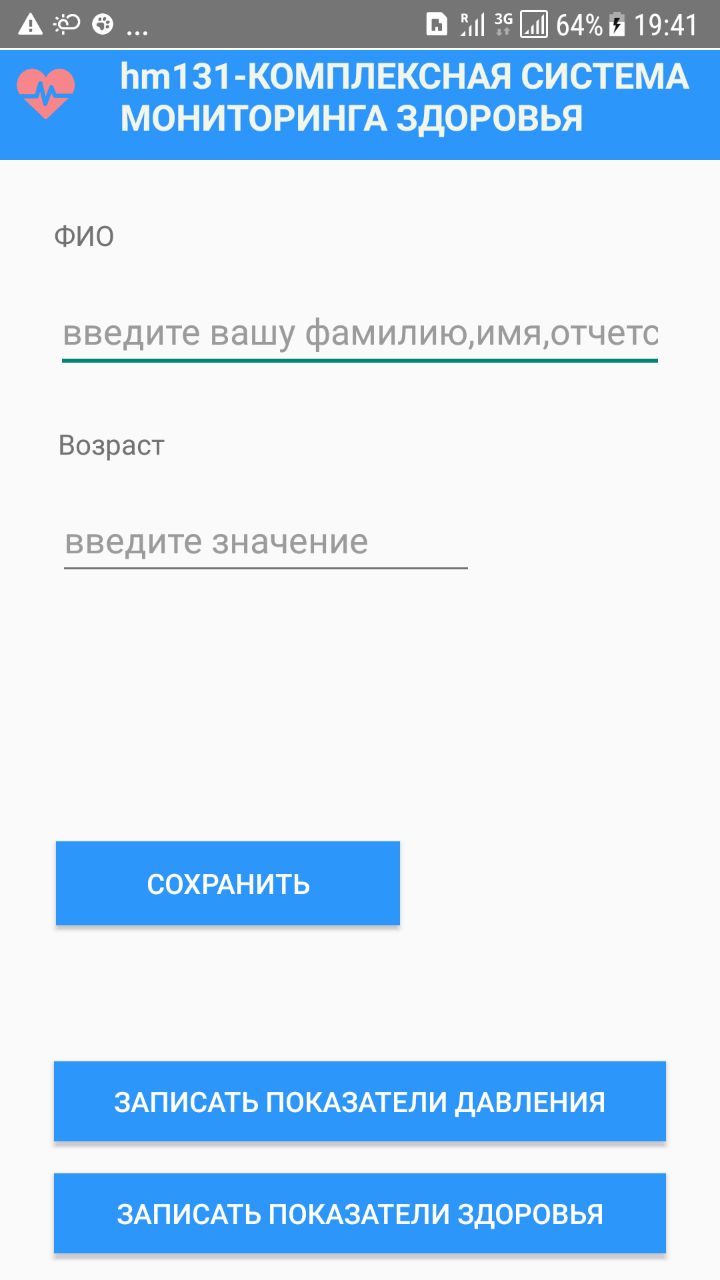 ... R 3G 64% 19:41
hm131-КОМПЛЕКСНАЯ СИСТЕМА
МОНИТОРИНГА ЗДОРОВЬЯ
ФИО
введите вашу фамилию,имя,отчетс
Возраст
введите значение
СОХРАНИТЬ
ЗАПИСАТЬ ПОКАЗАТЕЛИ ДАВЛЕНИЯ
ЗАПИСАТЬ ПОКАЗАТЕЛИ ЗДОРОВЬЯ